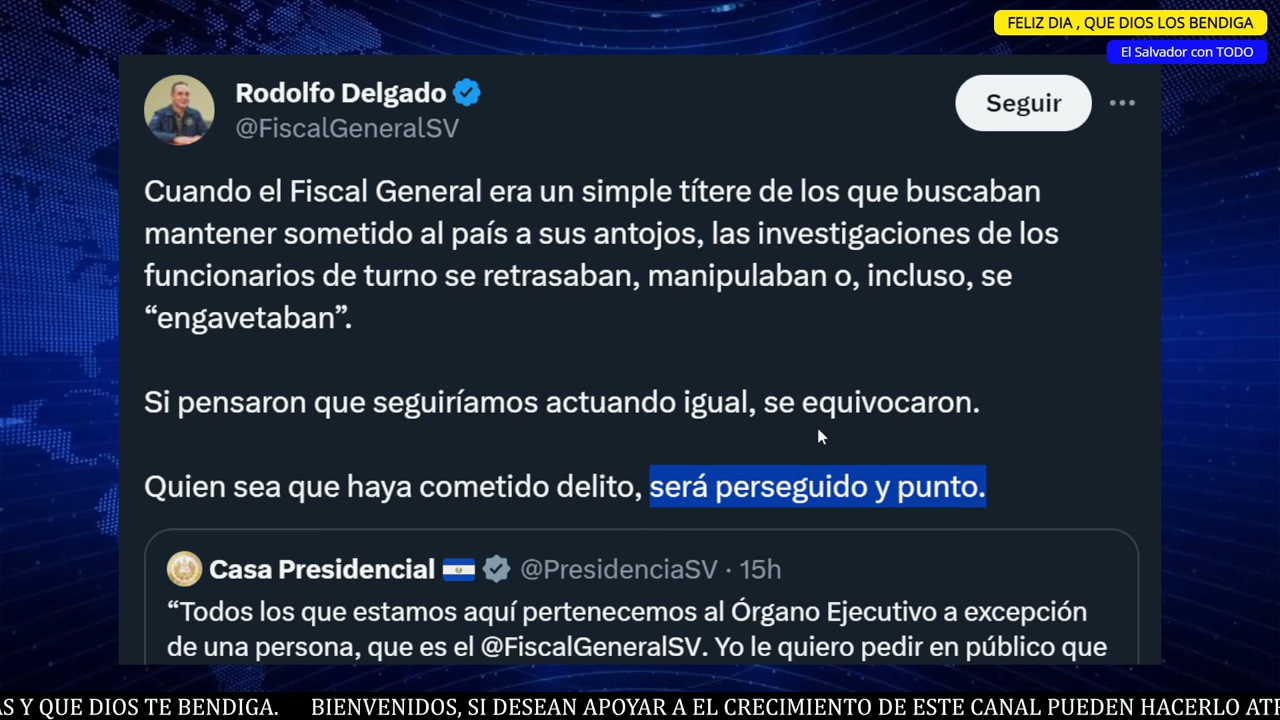 FELIZ DIA , QUE DIOS LOS BENDIGA
El Salvador con TODO
Rodolfo Delgado
@FiscalGeneralSV
Seguir
Cuando el Fiscal General era un simple títere de los que buscaban
mantener sometido al país a sus antojos, las investigaciones de los
funcionarios de turno se retrasaban, manipulaban o, incluso, se
“engavetaban”.
Si pensaron que seguiríamos actuando igual, se equivocaron.
Quien sea que haya cometido delito, será perseguido y punto.
Casa Presidencial @PresidenciaSV · 15h
“Todos los que estamos aquí pertenecemos al Órgano Ejecutivo a excepción
de una persona, que es el @FiscalGeneralSV. Yo le quiero pedir en público que
Y QUE DIOS TE BENDIGA. BIENVENIDOS, SI DESEAN APOYAR A EL CRECIMIENTO DE ESTE CANAL PUEDEN HACERLO